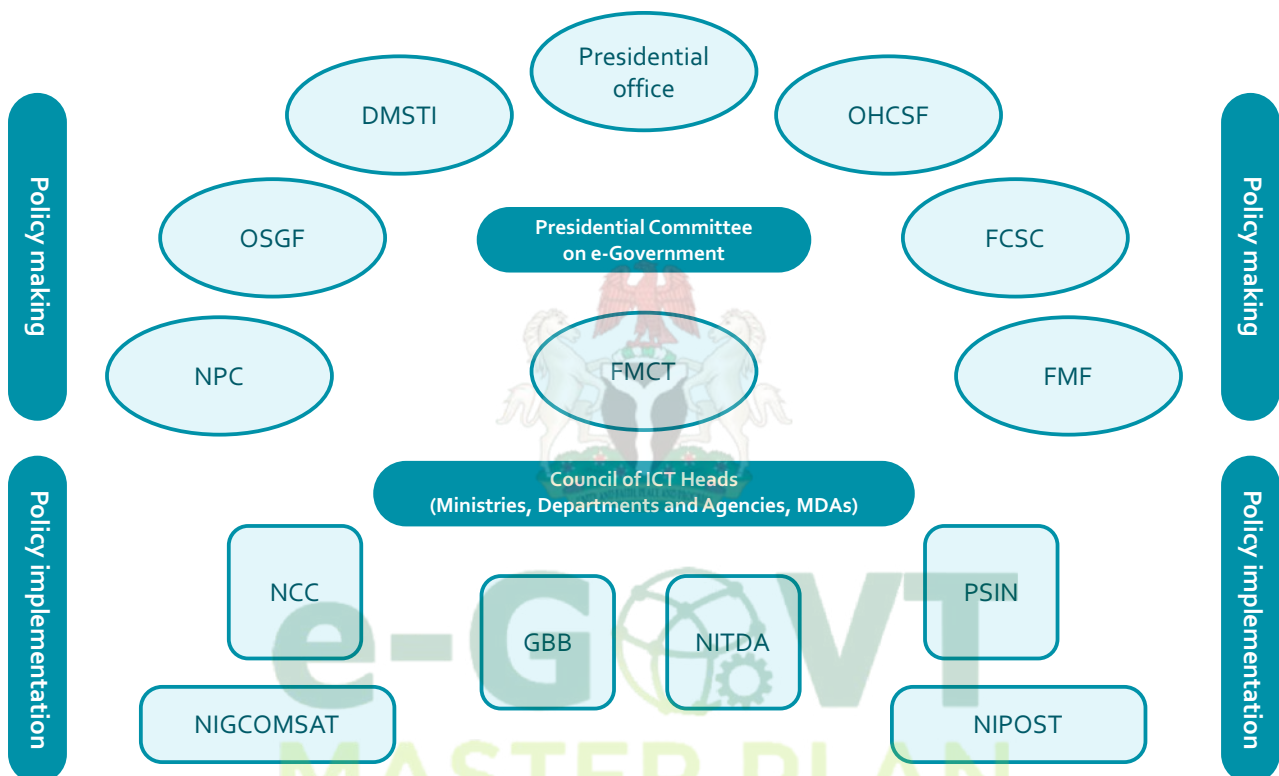 Presidential
office
DMSTI
OHCSF
Policy making
Policy making
OSGF
Presidential Committee
on e-Government
FCSC
NPC
FMCT
FMF
Council of ICT Heads
(Ministries, Departments and Agencies, MDAs)
Policy implementation
Policy implementation
NCC
PSIN
GBB
NITDA
NIGCOMSAT
NIPOST
e-GOVT
MASTER PLAN